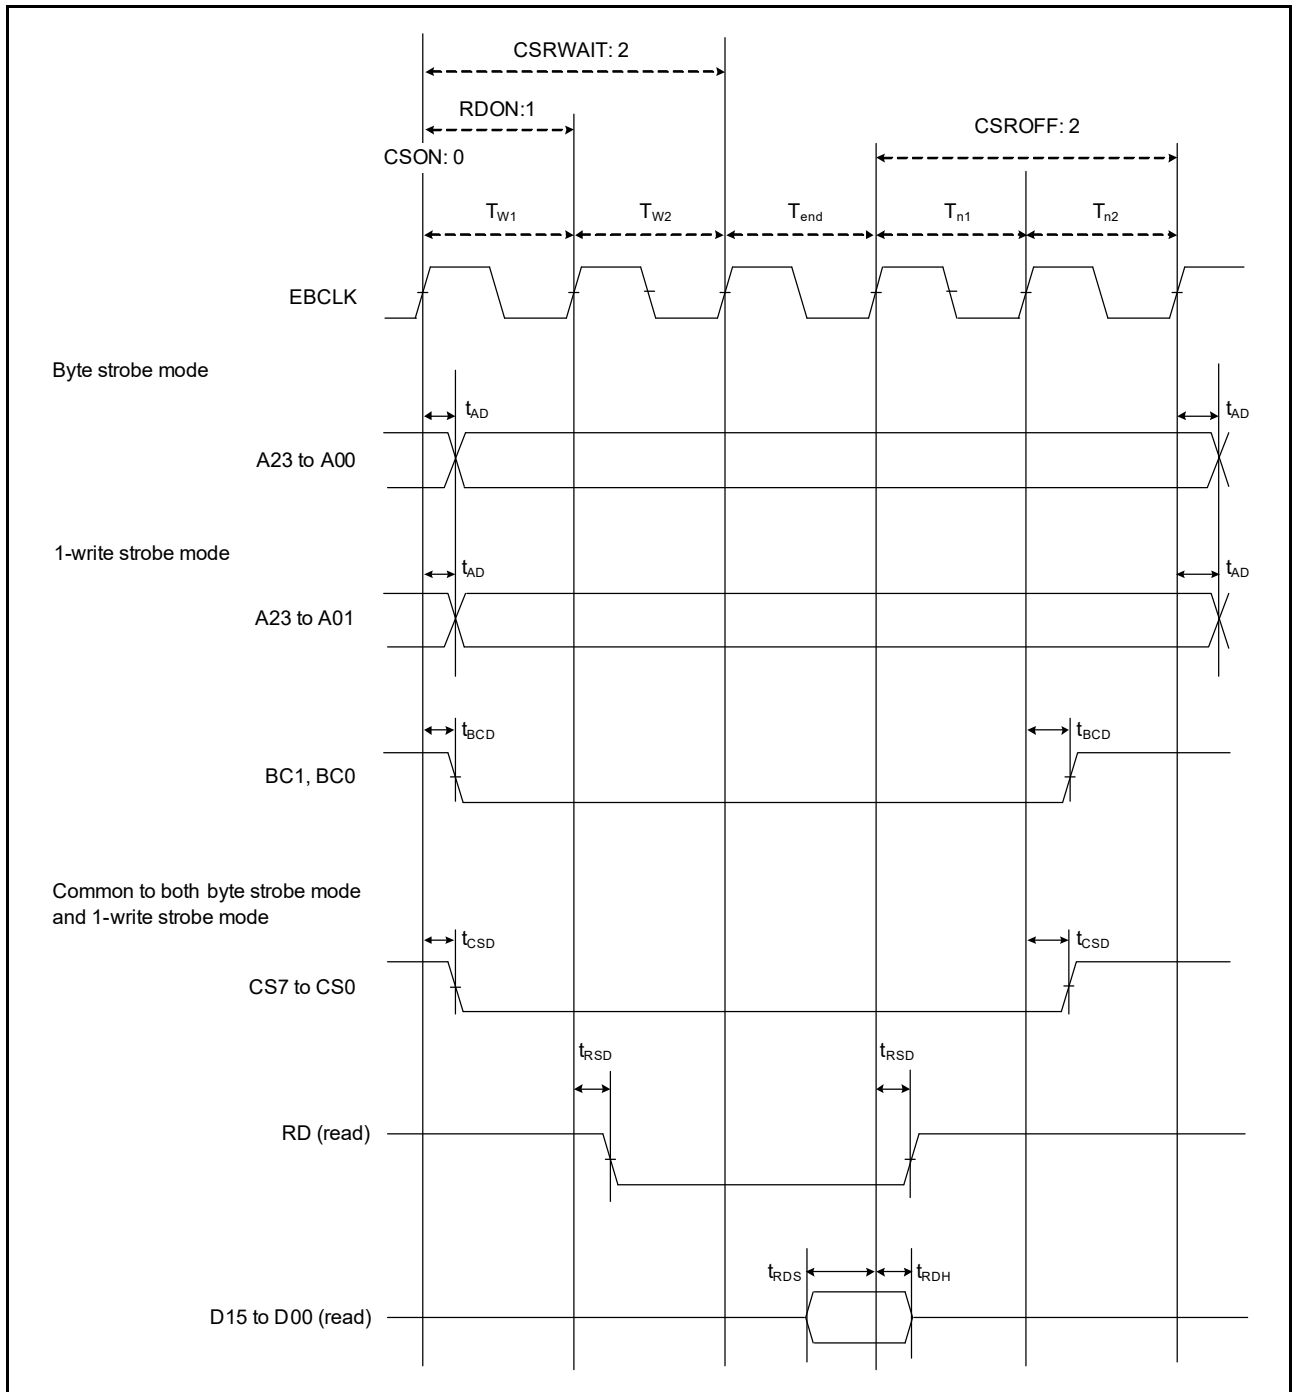 CSRWAIT: 2
RDON:1
CSROFF: 2
CSON: 0
TW1 TW2 Tend Tn1 Tn2
EBCLK
Byte strobe mode
tAD tAD
A23 to A00
1-write strobe mode
tAD tAD
A23 to A01
tBCD tBCD
BC1, BC0
Common to both byte strobe mode
and 1-write strobe mode
tCSD tCSD
CS7 to CS0
tRSD tRSD
RD (read)
tRDS tRDH
D15 to D00 (read)